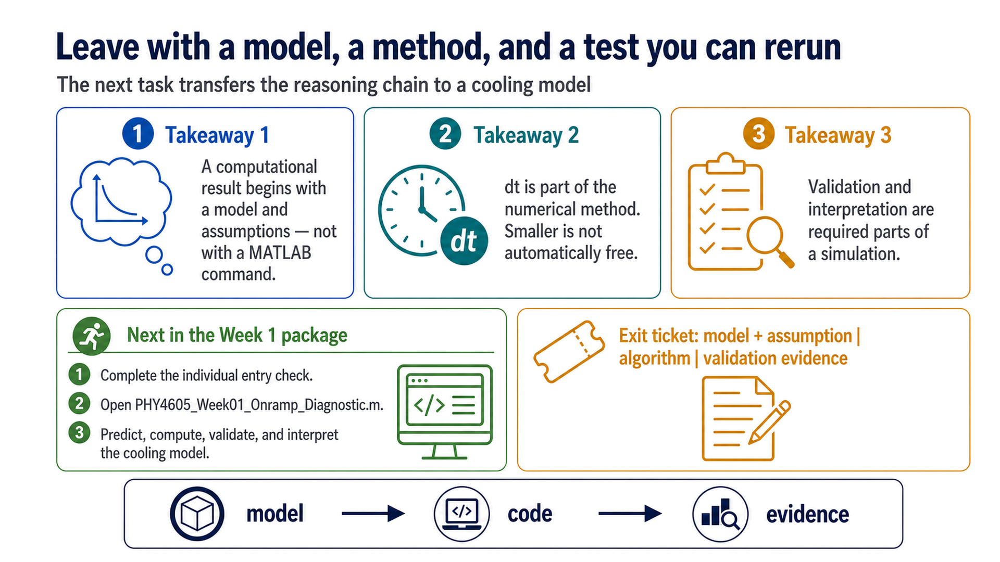 Leave with a model, a method, and a test you can rerun
The next task transfers the reasoning chain to a cooling model
1 Takeaway 1
A computational
result begins with
a model and
assumptions — not
with a MATLAB
command.
2 Takeaway 2
dt
dt is part of the
numerical method.
Smaller is not
automatically free.
3 Takeaway 3
Validation and
interpretation are
required parts of
a simulation.
Next in the Week 1 package
1 Complete the individual entry check.
2 Open PHY4605_Week01_Onramp_Diagnostic.m.
3 Predict, compute, validate, and interpret
the cooling model.
</>
Exit ticket: model + assumption |
algorithm | validation evidence
model
</>
code
evidence